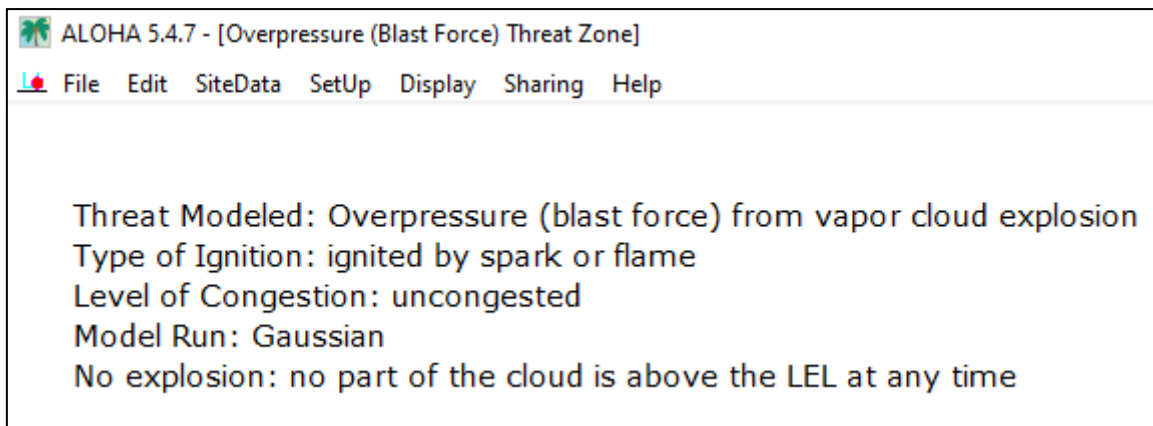 ALOHA 5.4.7 - [Overpressure (Blast Force) Threat Zone]
File Edit SiteData SetUp Display Sharing Help
Threat Modeled: Overpressure (blast force) from vapor cloud explosion
Type of Ignition: ignited by spark or flame
Level of Congestion: uncongested
Model Run: Gaussian
No explosion: no part of the cloud is above the LEL at any time